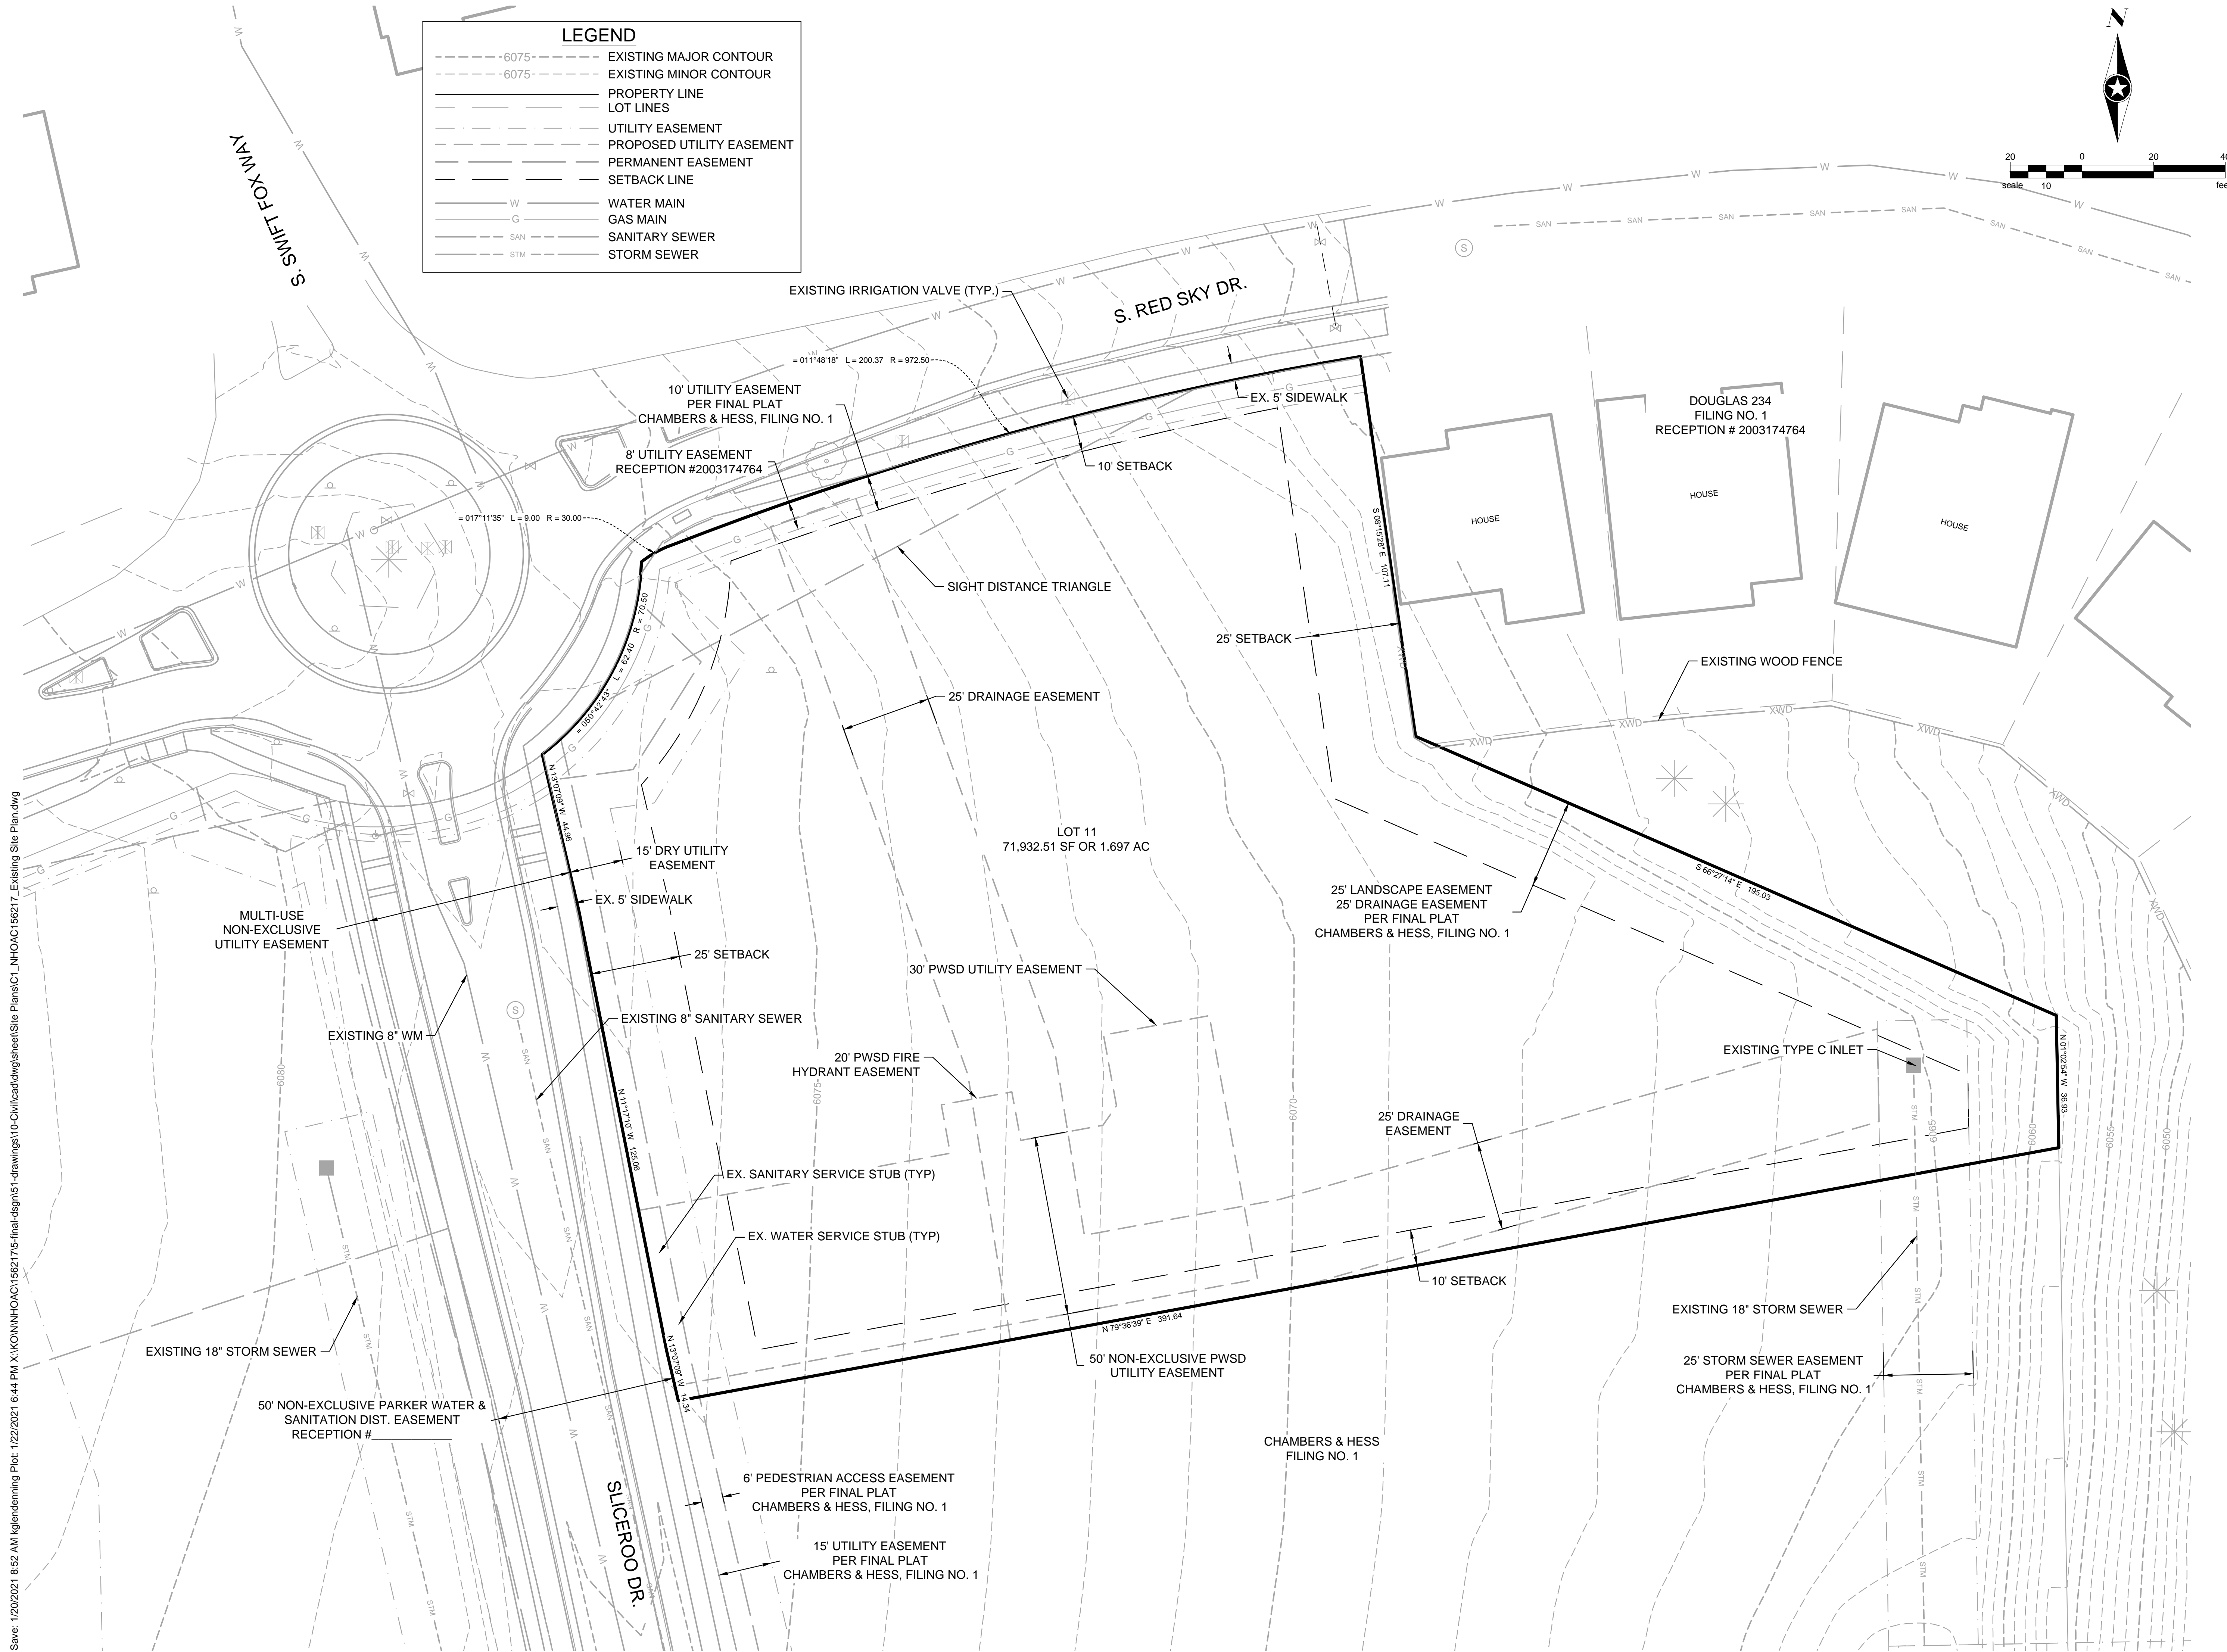 LEGEND
6075 EXISTING MAJOR CONTOUR
6075 EXISTING MINOR CONTOUR
PROPERTY LINE
LOT LINES
UTILITY EASEMENT
PROPOSED UTILITY EASEMENT
PERMANENT EASEMENT
SETBACK LINE
W WATER MAIN
G GAS MAIN
SAN SANITARY SEWER
STM STORM SEWER
N
20 0 20 40
scale 10 fee
S. SWIFT FOX WAY
S. RED SKY DR.
EXISTING IRRIGATION VALVE (TYP.)
= 011°48'18" L = 200.37 R = 972.50
10' UTILITY EASEMENT
PER FINAL PLAT
CHAMBERS & HESS, FILING NO. 1
EX. 5' SIDEWALK
DOUGLAS 234
FILING NO. 1
RECEPTION # 2003174764
8' UTILITY EASEMENT
RECEPTION #2003174764
10' SETBACK
HOUSE
HOUSE
HOUSE
= 017°11'35" L = 9.00 R = 30.00
S 08°15'28" E 107.11
SIGHT DISTANCE TRIANGLE
= 050°42'43" L = 62.40 R = 70.50
25' SETBACK
EXISTING WOOD FENCE
XWD
XWD
XWD
XWD
XWD
XWD
XWD
25' DRAINAGE EASEMENT
N 13°07'09" W 44.96
LOT 11
71,932.51 SF OR 1.697 AC
15' DRY UTILITY
EASEMENT
S 66°27'14" E 195.03
25' LANDSCAPE EASEMENT
25' DRAINAGE EASEMENT
PER FINAL PLAT
CHAMBERS & HESS, FILING NO. 1
EX. 5' SIDEWALK
MULTI-USE
NON-EXCLUSIVE
UTILITY EASEMENT
25' SETBACK
30' PWSD UTILITY EASEMENT
EXISTING 8" SANITARY SEWER
EXISTING 8" WM
EXISTING TYPE C INLET
20' PWSD FIRE
HYDRANT EASEMENT
N 01°02'54" W 36.93
6080
6075
6070
6065
6060
6055
6050
N 11°17'10" W 125.06
25' DRAINAGE
EASEMENT
EX. SANITARY SERVICE STUB (TYP)
EX. WATER SERVICE STUB (TYP)
10' SETBACK
EXISTING 18" STORM SEWER
N 79°36'39" E 391.64
EXISTING 18" STORM SEWER
N 13°07'09" W 14.34
50' NON-EXCLUSIVE PWSD
UTILITY EASEMENT
25' STORM SEWER EASEMENT
PER FINAL PLAT
CHAMBERS & HESS, FILING NO. 1
50' NON-EXCLUSIVE PARKER WATER &
SANITATION DIST. EASEMENT
RECEPTION #____________
CHAMBERS & HESS
FILING NO. 1
6' PEDESTRIAN ACCESS EASEMENT
PER FINAL PLAT
CHAMBERS & HESS, FILING NO. 1
SLICEROO DR.
15' UTILITY EASEMENT
PER FINAL PLAT
CHAMBERS & HESS, FILING NO. 1
Save: 1/20/2021 8:52 AM kglendenning Plot: 1/22/2021 6:44 PM X:\KO\N\NHOAC\156217\5-final-dsgn\51-drawings\10-Civil\cad\dwg\sheet\Site Plans\C1_NHOAC156217_Existing Site Plan.dwg